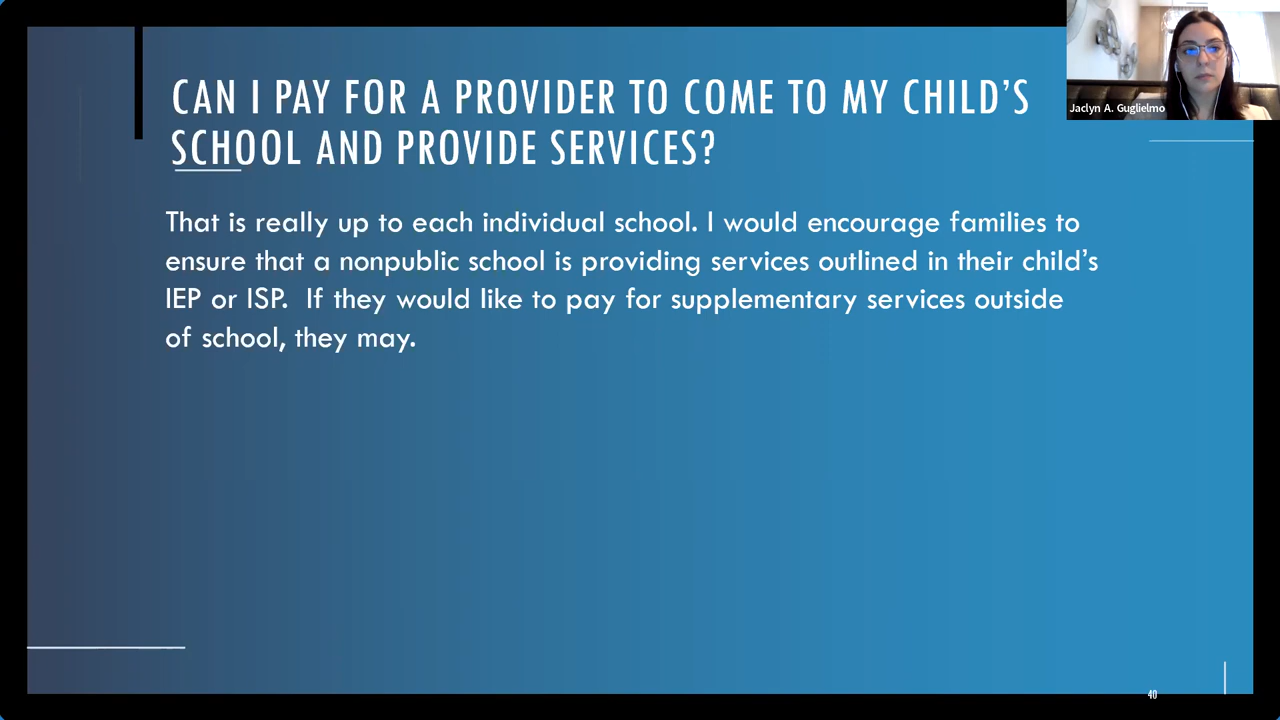 CAN I PAY FOR A PROVIDER TO COME TO MY CHILD'S
SCHOOL AND PROVIDE SERVICES?
Jaclyn A. Guglielmo
That is really up to each individual school. I would encourage families to
ensure that a nonpublic school is providing services outlined in their child's
IEP or ISP.  If they would like to pay for supplementary services outside
of school, they may.
40